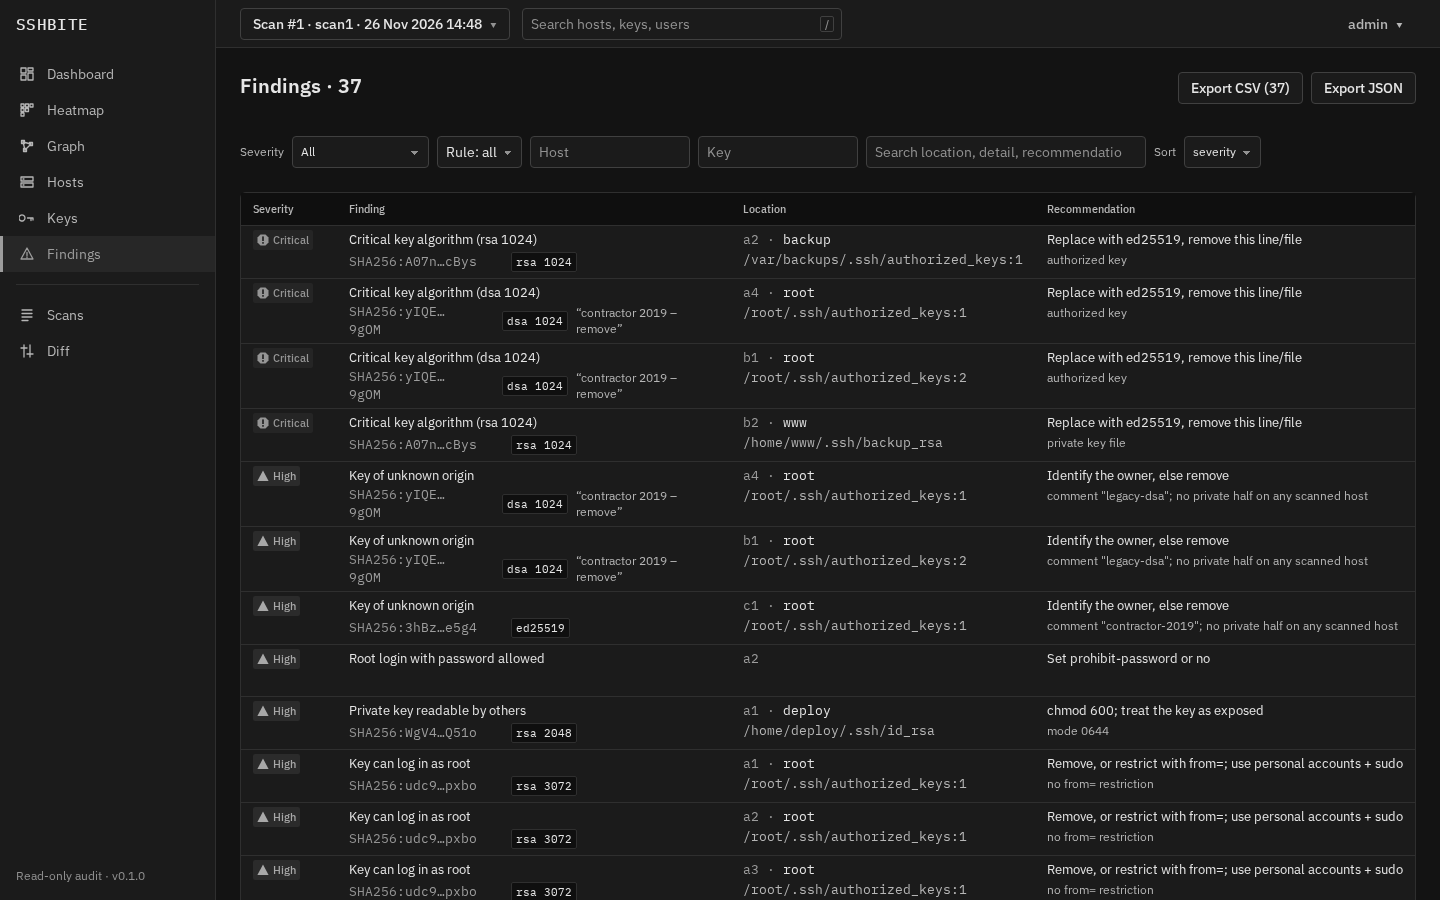 SSHBITE
Scan #1 · scan1 · 26 Nov 2026 14:48 ▾
Search hosts, keys, users /
admin ▾
Dashboard
Heatmap
Graph
Hosts
Keys
Findings
Scans
Diff
Read-only audit · v0.1.0
Findings · 37
Export CSV (37)
Export JSON
Severity All Rule: all Host Key Search location, detail, recommendatio Sort severity
Severity Finding Location Recommendation
Critical Critical key algorithm (rsa 1024) a2 · backup Replace with ed25519, remove this line/file
SHA256:A07n…cBys rsa 1024 /var/backups/.ssh/authorized_keys:1 authorized key
Critical Critical key algorithm (dsa 1024) a4 · root Replace with ed25519, remove this line/file
SHA256:yIQE… dsa 1024 “contractor 2019 – /root/.ssh/authorized_keys:1 authorized key
9gOM remove”
Critical Critical key algorithm (dsa 1024) b1 · root Replace with ed25519, remove this line/file
SHA256:yIQE… dsa 1024 “contractor 2019 – /root/.ssh/authorized_keys:2 authorized key
9gOM remove”
Critical Critical key algorithm (rsa 1024) b2 · www Replace with ed25519, remove this line/file
SHA256:A07n…cBys rsa 1024 /home/www/.ssh/backup_rsa private key file
High Key of unknown origin a4 · root Identify the owner, else remove
SHA256:yIQE… dsa 1024 “contractor 2019 – /root/.ssh/authorized_keys:1 comment "legacy-dsa"; no private half on any scanned host
9gOM remove”
High Key of unknown origin b1 · root Identify the owner, else remove
SHA256:yIQE… dsa 1024 “contractor 2019 – /root/.ssh/authorized_keys:2 comment "legacy-dsa"; no private half on any scanned host
9gOM remove”
High Key of unknown origin c1 · root Identify the owner, else remove
SHA256:3hBz…e5g4 ed25519 /root/.ssh/authorized_keys:1 comment "contractor-2019"; no private half on any scanned host
High Root login with password allowed a2 Set prohibit-password or no
High Private key readable by others a1 · deploy chmod 600; treat the key as exposed
SHA256:WgV4…Q51o rsa 2048 /home/deploy/.ssh/id_rsa mode 0644
High Key can log in as root a1 · root Remove, or restrict with from=; use personal accounts + sudo
SHA256:udc9…pxbo rsa 3072 /root/.ssh/authorized_keys:1 no from= restriction
High Key can log in as root a2 · root Remove, or restrict with from=; use personal accounts + sudo
SHA256:udc9…pxbo rsa 3072 /root/.ssh/authorized_keys:1 no from= restriction
High Key can log in as root a3 · root Remove, or restrict with from=; use personal accounts + sudo
SHA256:udc9…pxbo rsa 3072 /root/.ssh/authorized_keys:1 no from= restriction